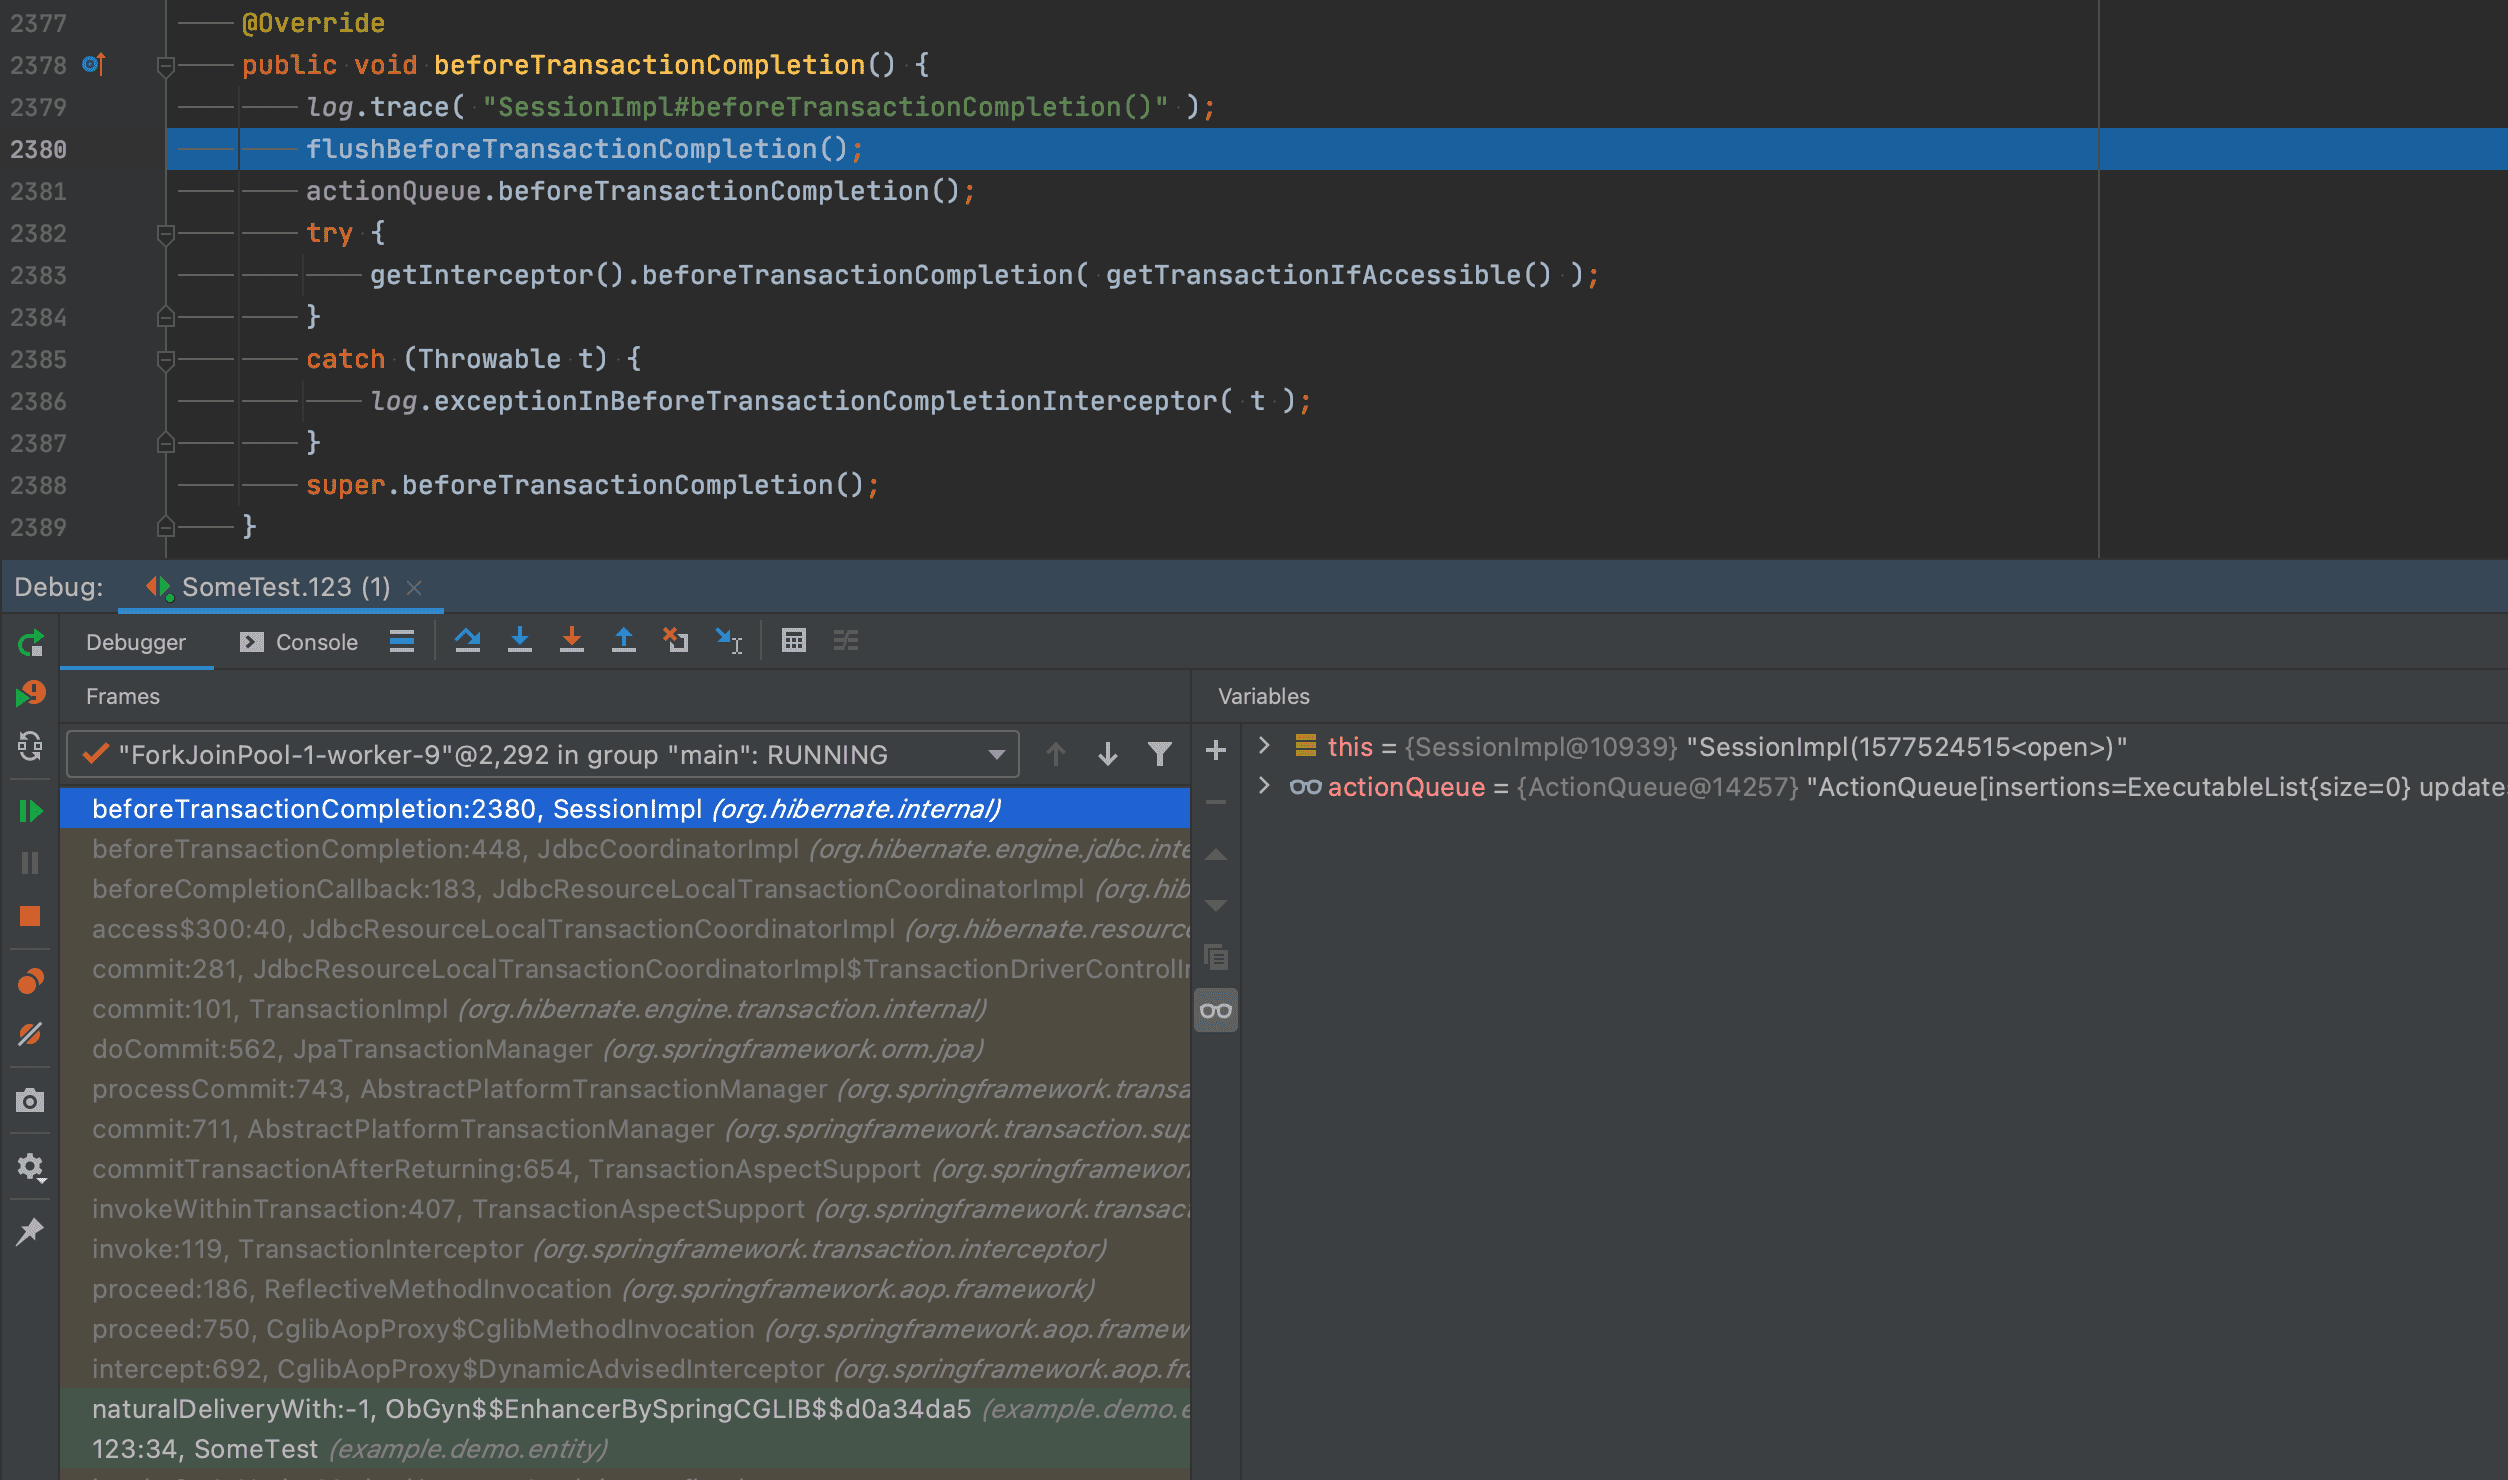 2377 @Override
2378 public void beforeTransactionCompletion() {
2379 log.trace( "SessionImpl#beforeTransactionCompletion()" );
2380 flushBeforeTransactionCompletion();
2381 actionQueue.beforeTransactionCompletion();
2382 try {
2383 getInterceptor().beforeTransactionCompletion( getTransactionIfAccessible() );
2384 }
2385 catch (Throwable t) {
2386 log.exceptionInBeforeTransactionCompletionInterceptor( t );
2387 }
2388 super.beforeTransactionCompletion();
2389 }
Debug: SomeTest.123 (1)
Debugger Console
Frames
Variables
"ForkJoinPool-1-worker-9"@2,292 in group "main": RUNNING
this = {SessionImpl@10939} "SessionImpl(1577524515<open>)"
actionQueue = {ActionQueue@14257} "ActionQueue[insertions=ExecutableList{size=0} update
beforeTransactionCompletion:2380, SessionImpl (org.hibernate.internal)
beforeTransactionCompletion:448, JdbcCoordinatorImpl (org.hibernate.engine.jdbc.inte
beforeCompletionCallback:183, JdbcResourceLocalTransactionCoordinatorImpl (org.hib
access$300:40, JdbcResourceLocalTransactionCoordinatorImpl (org.hibernate.resourc
commit:281, JdbcResourceLocalTransactionCoordinatorImpl$TransactionDriverControlI
commit:101, TransactionImpl (org.hibernate.engine.transaction.internal)
doCommit:562, JpaTransactionManager (org.springframework.orm.jpa)
processCommit:743, AbstractPlatformTransactionManager (org.springframework.transa
commit:711, AbstractPlatformTransactionManager (org.springframework.transaction.sup
commitTransactionAfterReturning:654, TransactionAspectSupport (org.springframework
invokeWithinTransaction:407, TransactionAspectSupport (org.springframework.transact
invoke:119, TransactionInterceptor (org.springframework.transaction.interceptor)
proceed:186, ReflectiveMethodInvocation (org.springframework.aop.framework)
proceed:750, CglibAopProxy$CglibMethodInvocation (org.springframework.aop.framew
intercept:692, CglibAopProxy$DynamicAdvisedInterceptor (org.springframework.aop.fr
naturalDeliveryWith:-1, ObGyn$$EnhancerBySpringCGLIB$$d0a34da5 (example.demo.e
123:34, SomeTest (example.demo.entity)